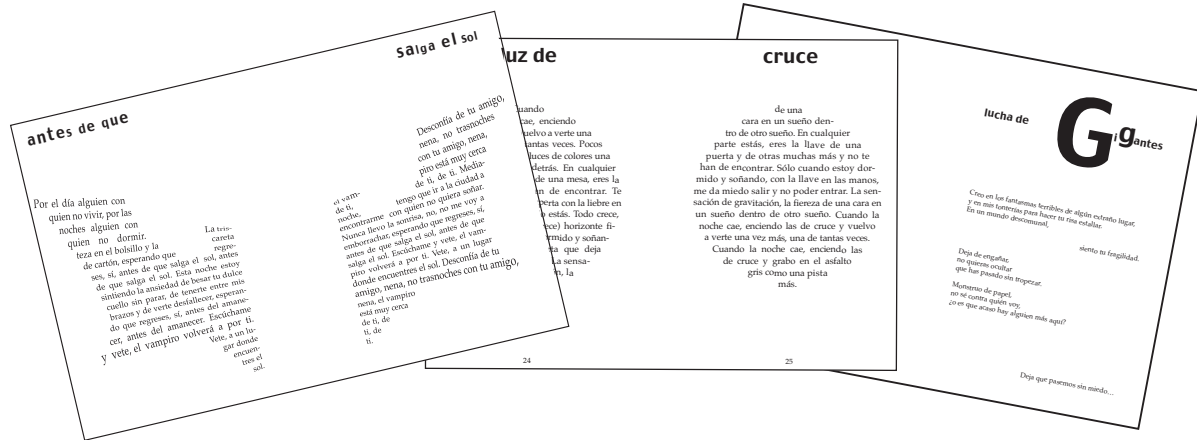 antes de que
salga el sol
Por el día alguien con
quien no vivir, por las
noches alguien con
quien no dormir.
La tris-
teza en el bolsillo y la
careta
de cartón, esperando que
regre-
ses, sí, antes de que salga el sol, antes
de que salga el sol. Esta noche estoy
sintiendo la ansiedad de besar tu dulce
cuello sin parar, de tenerte entre mis
brazos y de verte desfallecer, esperan-
do que regreses, sí, antes del amane-
cer, antes del amanecer. Escúchame
y vete, el vampiro volverá a por ti.
Vete, a un lu-
gar donde
encuen-
tres el
sol.
Desconfía de tu amigo,
nena, no trasnoches
con tu amigo, nena,
el vam-
piro está muy cerca
de ti,
de ti, de ti. Media-
noche,
tengo que ir a la ciudad a
encontrarme con quien no quiera soñar.
Nunca llevo la sonrisa, no, no me voy a
emborrachar, esperando que regreses, sí,
antes de que salga el sol, antes de que
salga el sol. Escúchame y vete, el vam-
piro volverá a por ti. Vete, a un lugar
donde encuentres el sol. Desconfía de tu
amigo, nena, no trasnoches con tu amigo,
nena, el vampiro
está muy cerca
de ti, de
ti, de
ti.
luz de
cruce
uando
cae, enciendo
vuelvo a verte una
tantas veces. Pocos
luces de colores una
detrás. En cualquier
de una mesa, eres la
de encontrar. Te
perta con la liebre en
estás. Todo crece,
horizonte fi-
rmido y soñan-
ta que deja
La sensa-
n, la
24
de una
cara en un sueño den-
tro de otro sueño. En cualquier
parte estás, eres la llave de una
puerta y de otras muchas más y no te
han de encontrar. Sólo cuando estoy dor-
mido y soñando, con la llave en las manos,
me da miedo salir y no poder entrar. La sen-
sación de gravitación, la fiereza de una cara en
un sueño dentro de otro sueño. Cuando la
noche cae, enciendo las de cruce y vuelvo
a verte una vez más, una de tantas veces.
Cuando la noche cae, enciendo las
de cruce y grabo en el asfalto
gris como una pista
más.
25
lucha de Gigantes
Creo en los fantasmas terribles de algún extraño lugar,
y en mis tonterías para hacer tu risa estallar.
En un mundo descomunal,
siento tu fragilidad.
Deja de engañar,
no quieras ocultar
que has pasado sin tropezar.
Monstruo de papel,
no sé contra quién voy,
¿o es que acaso hay alguien más aquí?
Deja que pasemos sin miedo...